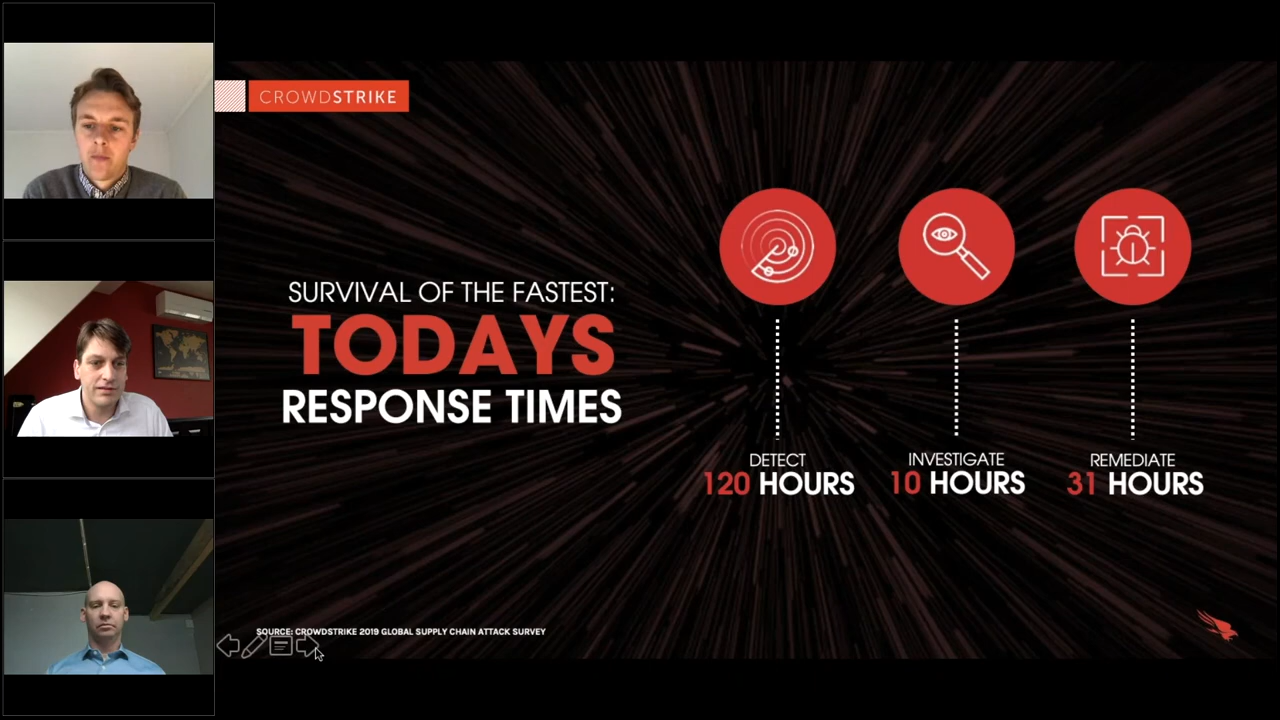 CROWDSTRIKE
SURVIVAL OF THE FASTEST:
TODAYS
RESPONSE TIMES
DETECT
120 HOURS
INVESTIGATE
10 HOURS
REMEDIATE
31 HOURS
SOURCE: CROWDSTRIKE 2019 GLOBAL SUPPLY CHAIN ATTACK SURVEY